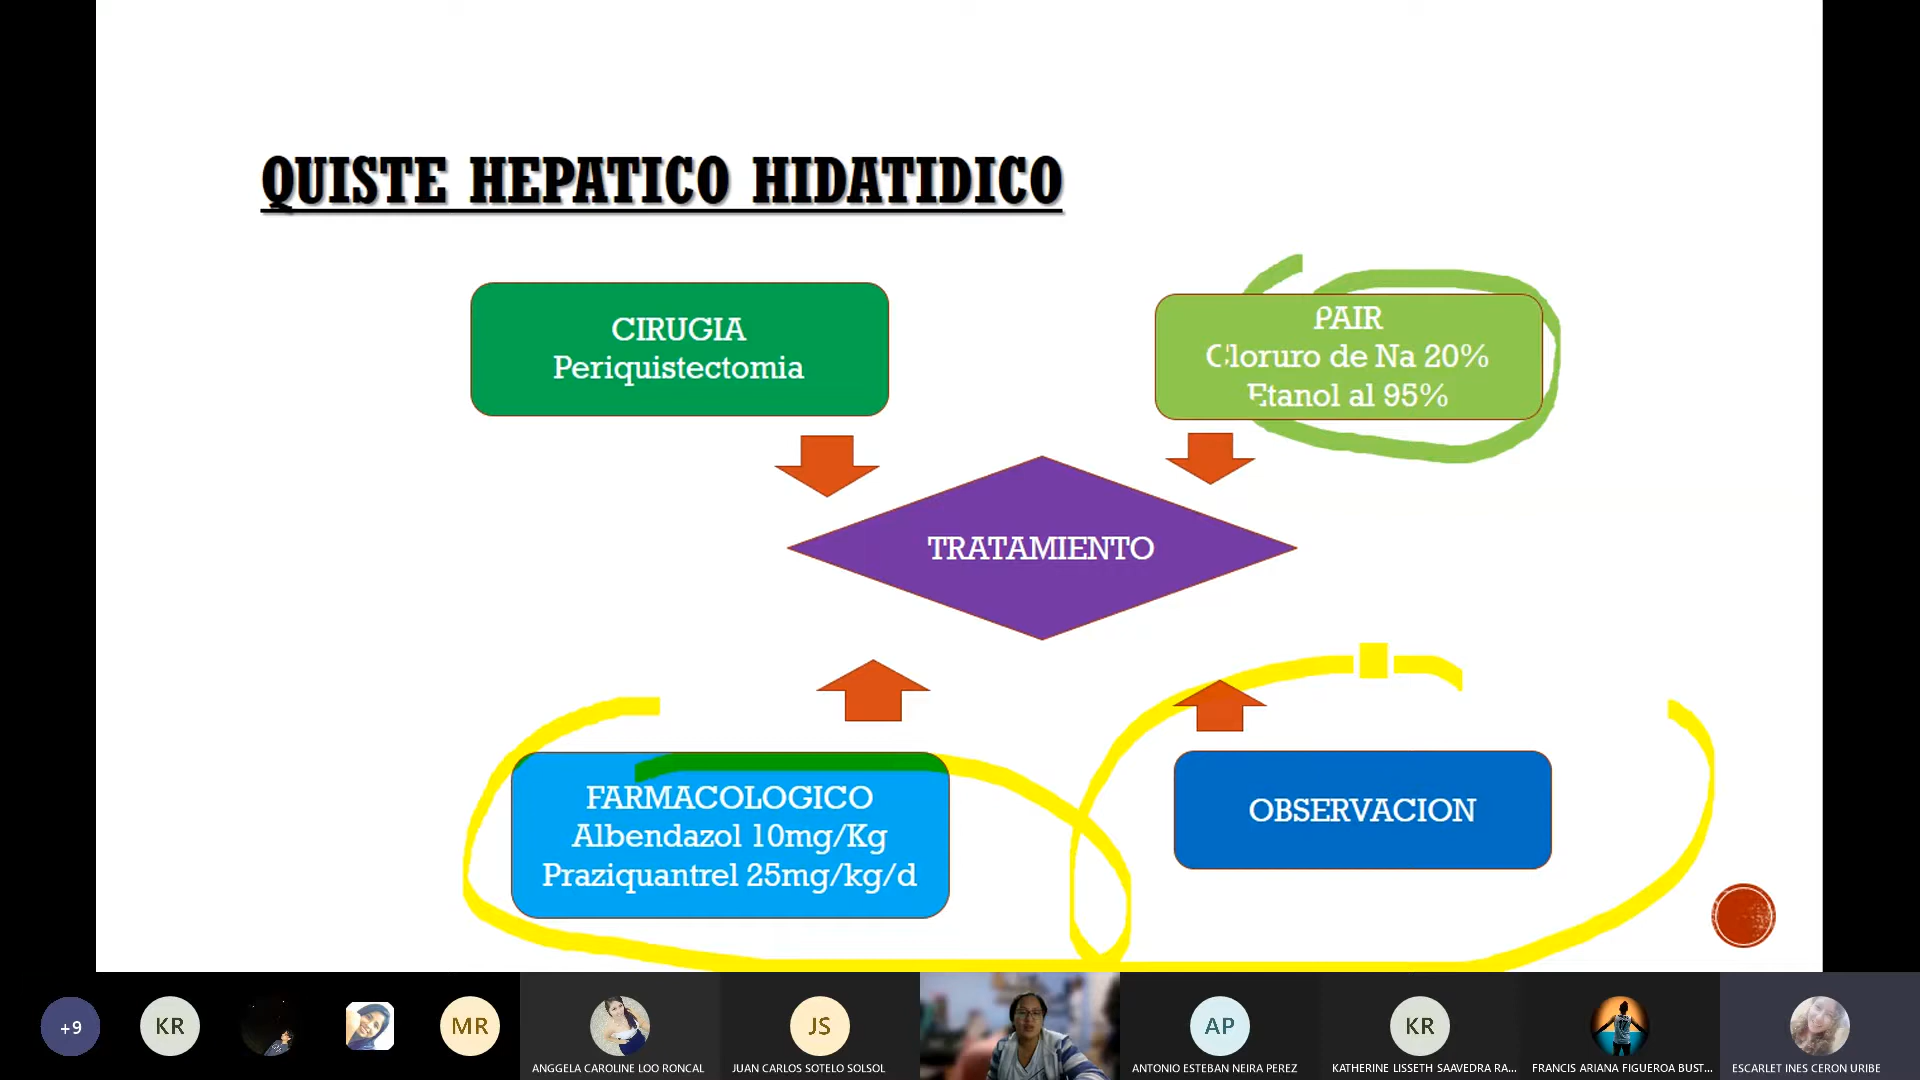 QUISTE HEPATICO HIDATIDICO
CIRUGIA
Periquistectomia
PAIR
Cloruro de Na 20%
Etanol al 95%
TRATAMIENTO
FARMACOLOGICO
Albendazol 10mg/Kg
Praziquantrel 25mg/kg/d
OBSERVACION
+9
KR
MR
ANGGELA CAROLINE LOO RONCAL
JS
JUAN CARLOS SOTELO SOLSOL
AP
ANTONIO ESTEBAN NEIRA PEREZ
KR
KATHERINE LISSETH SAAVEDRA RA...
FRANCIS ARIANA FIGUEROA BUST...
ESCARLET INES CERON URIBE